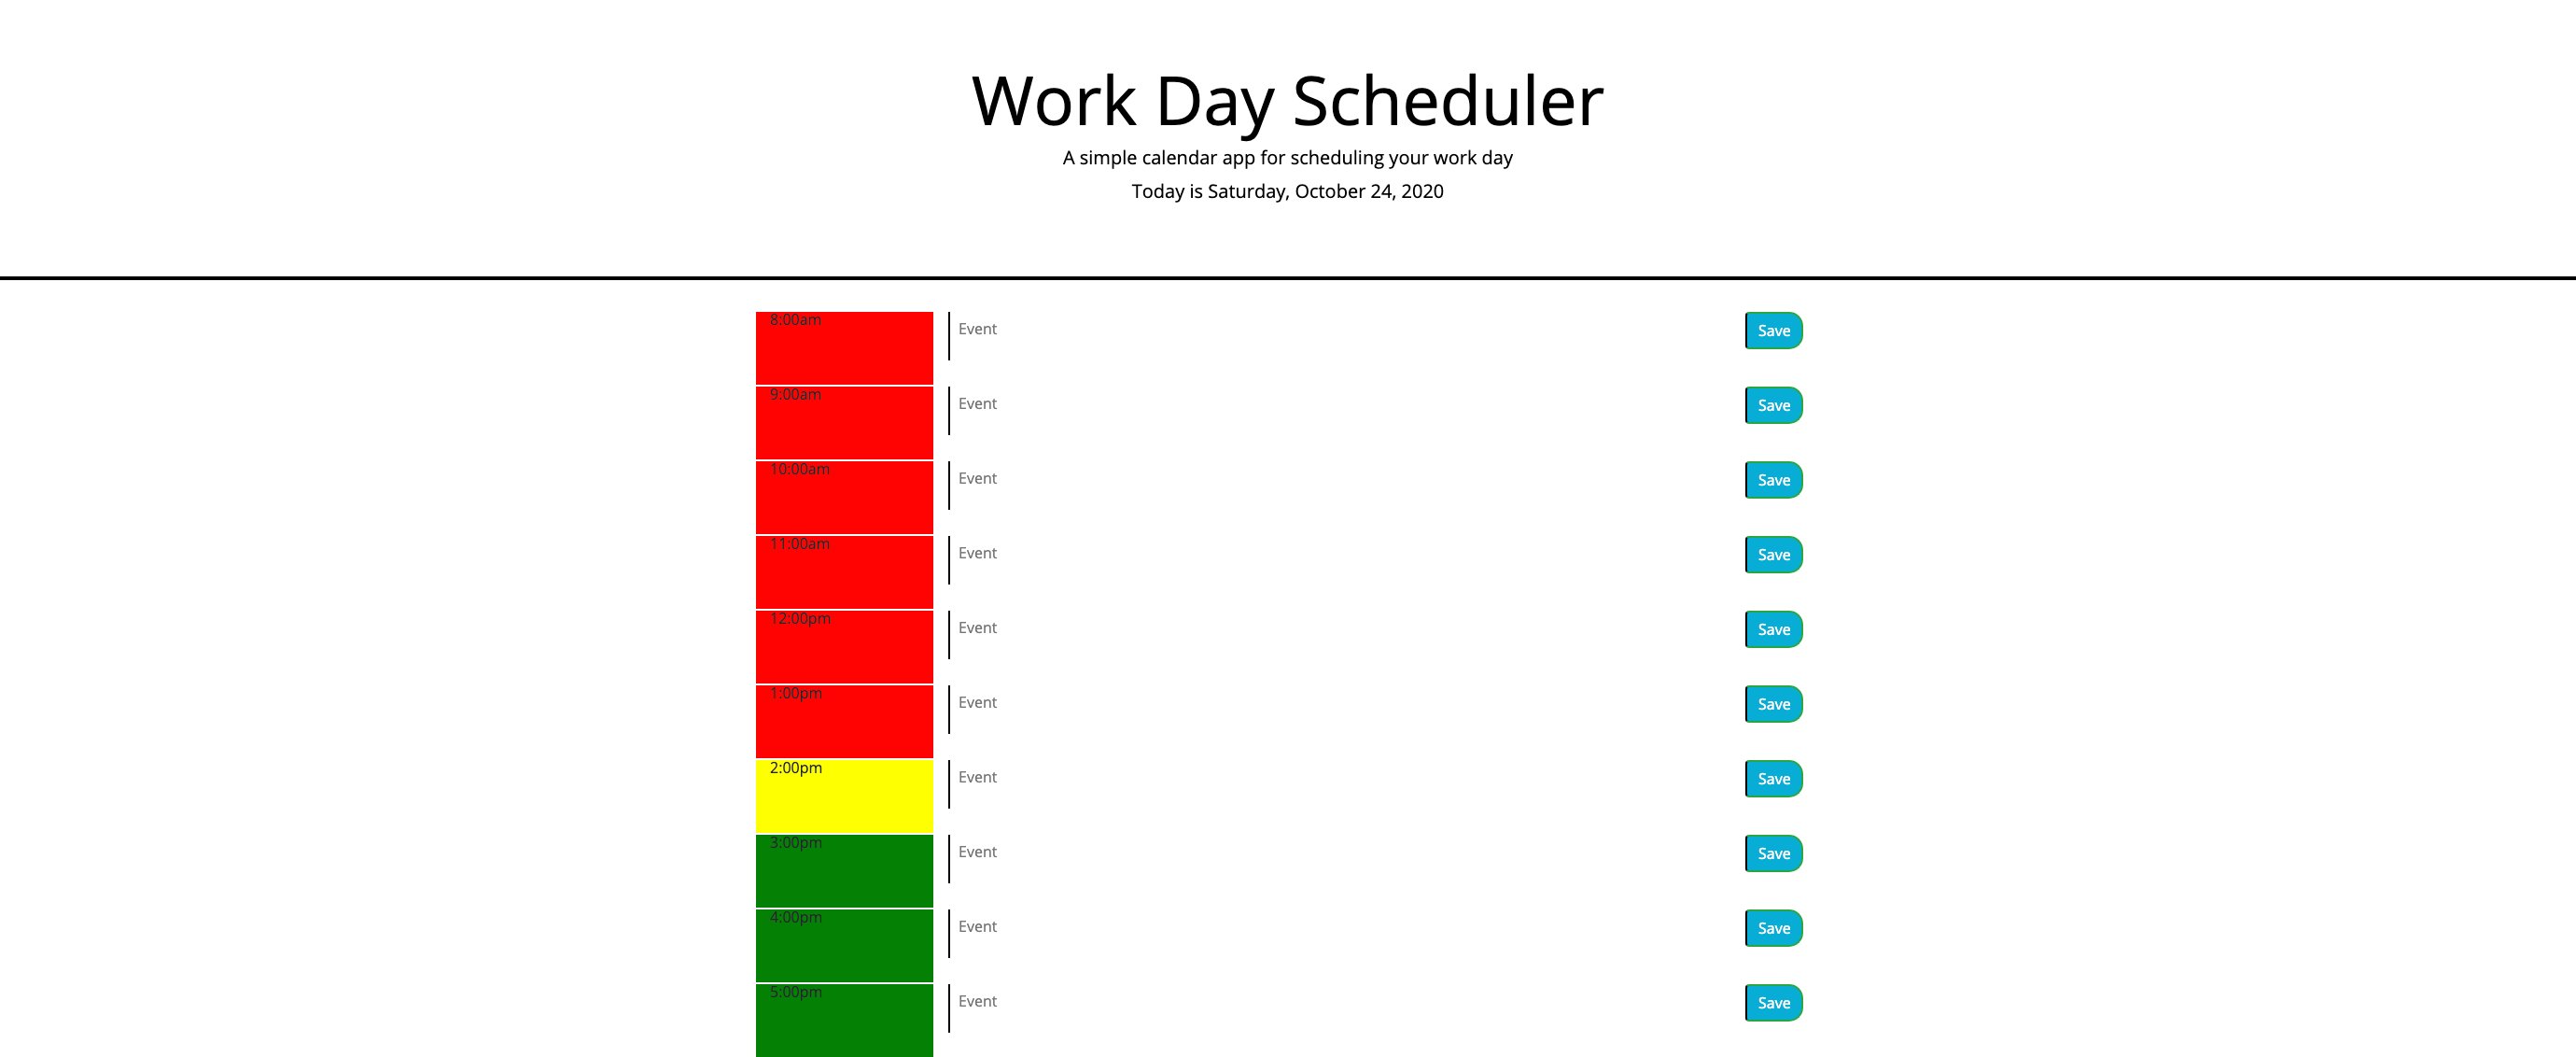 Work Day Scheduler
A simple calendar app for scheduling your work day
Today is Saturday, October 24, 2020
8:00am Event Save
9:00am Event Save
10:00am Event Save
11:00am Event Save
12:00pm Event Save
1:00pm Event Save
2:00pm Event Save
3:00pm Event Save
4:00pm Event Save
5:00pm Event Save